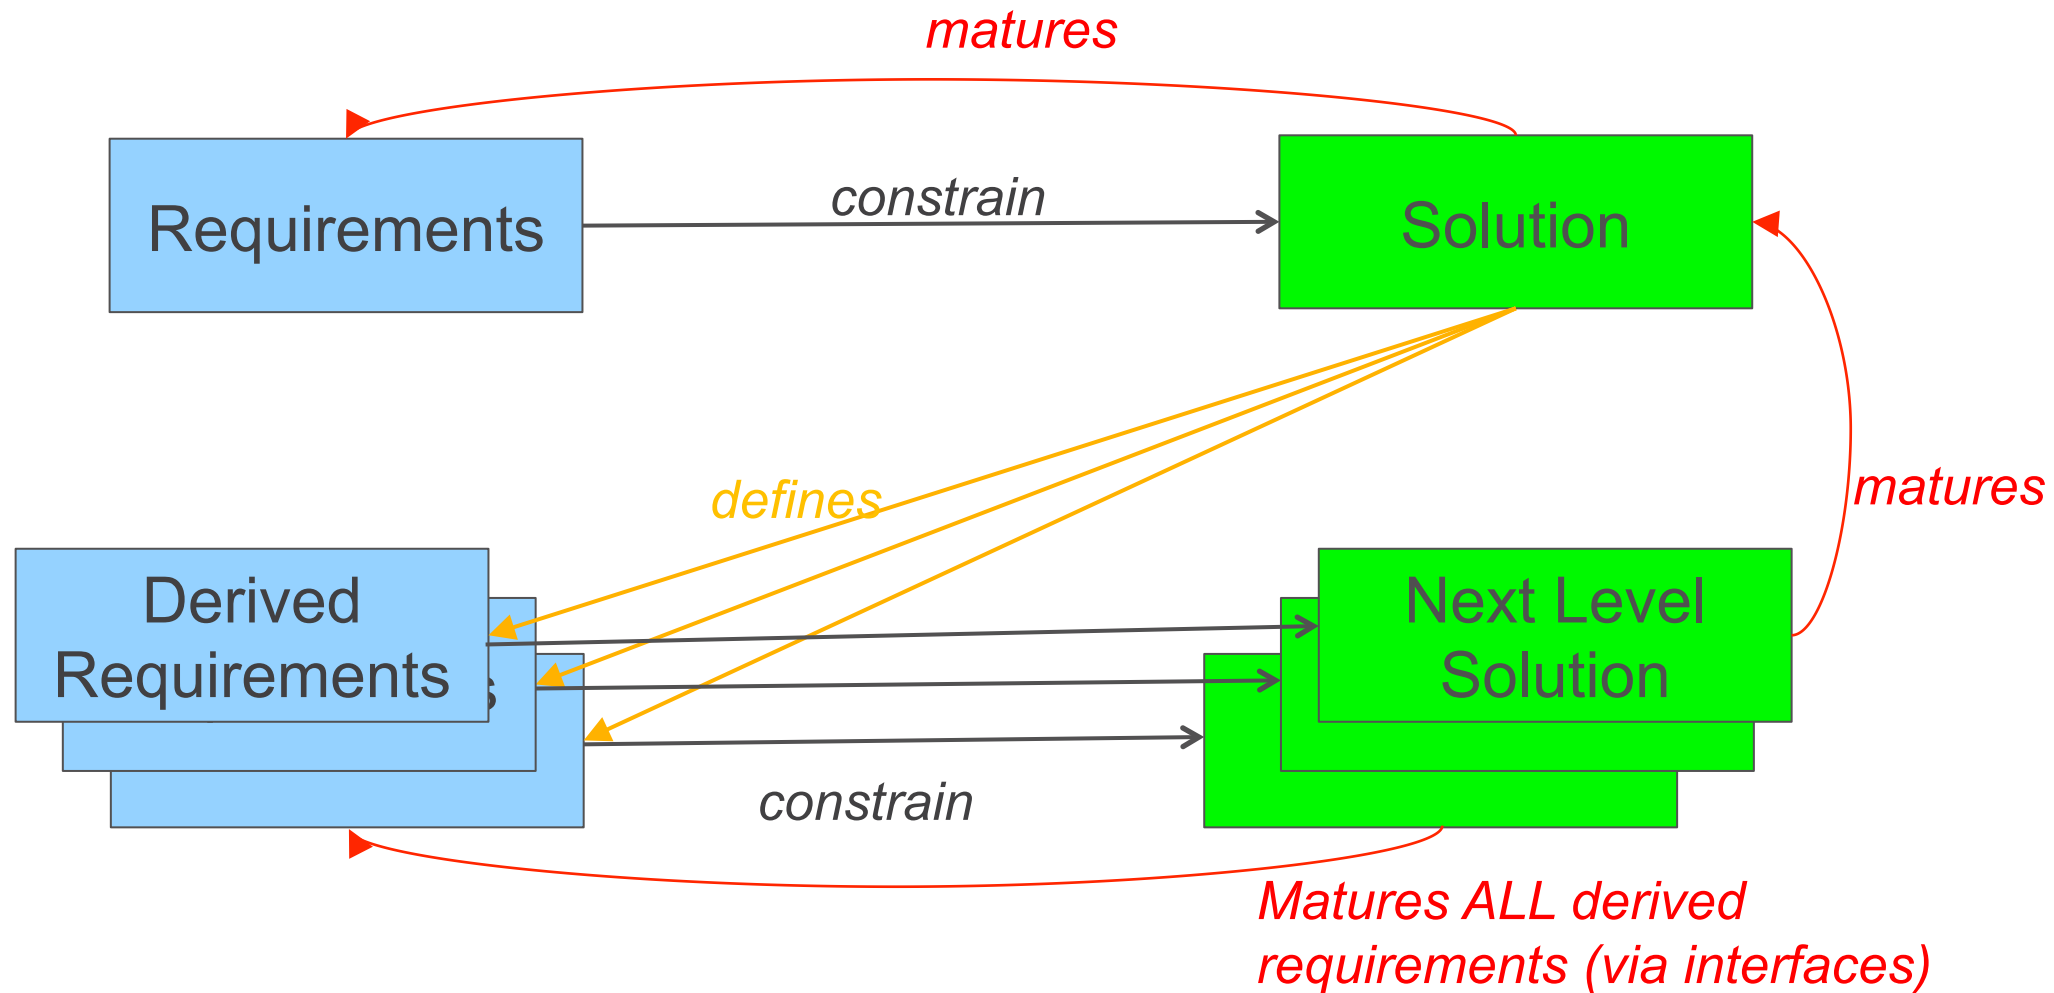 matures
Requirements
constrain
Solution
defines
matures
Derived
Requirements
s
Next Level
Solution
constrain
Matures ALL derived
requirements (via interfaces)